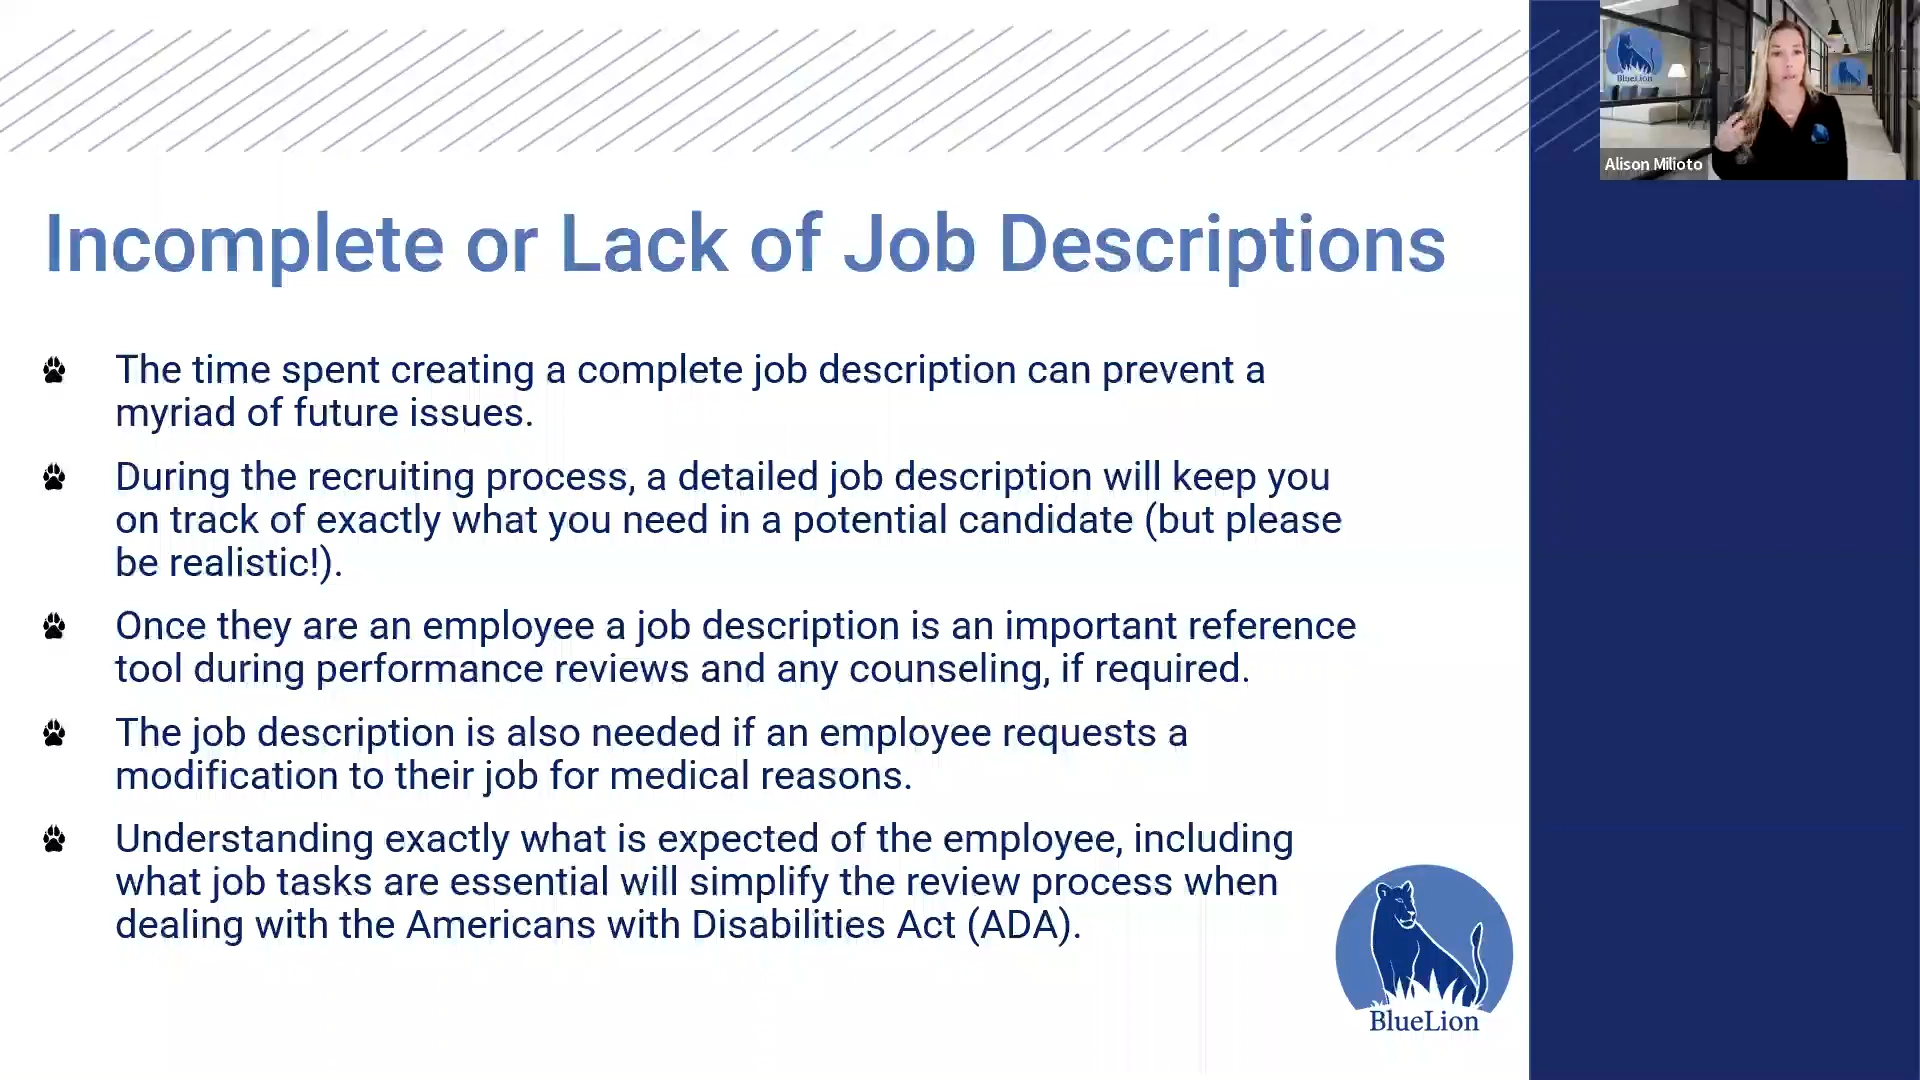 BlueLion
Alison Milioto
Incomplete or Lack of Job Descriptions
The time spent creating a complete job description can prevent a
myriad of future issues.
During the recruiting process, a detailed job description will keep you
on track of exactly what you need in a potential candidate (but please
be realistic!).
Once they are an employee a job description is an important reference
tool during performance reviews and any counseling, if required.
The job description is also needed if an employee requests a
modification to their job for medical reasons.
Understanding exactly what is expected of the employee, including
what job tasks are essential will simplify the review process when
dealing with the Americans with Disabilities Act (ADA).
BlueLion